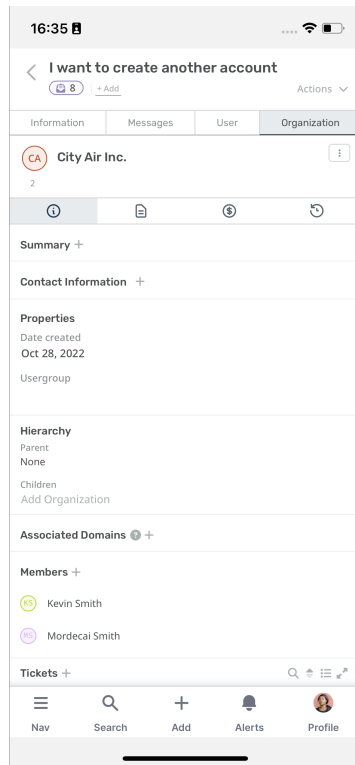 16:35
I want to create another account
8 + Add
Actions
Information Messages User Organization
CA City Air Inc.
2
Summary +
Contact Information +
Properties
Date created
Oct 28, 2022
Usergroup
Hierarchy
Parent
None
Children
Add Organization
Associated Domains ? +
Members +
KS Kevin Smith
MS Mordecai Smith
Tickets +
Nav Search Add Alerts Profile